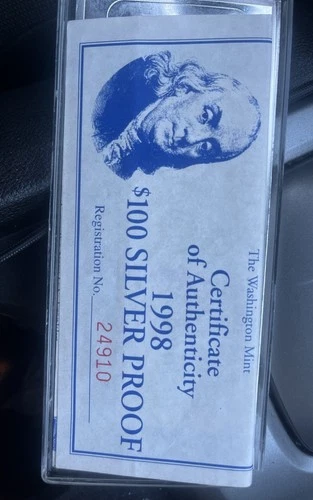 The Washington Mint
Certificate
of Authenticity
1998
$100 SILVER PROOF
Registration No. 24910